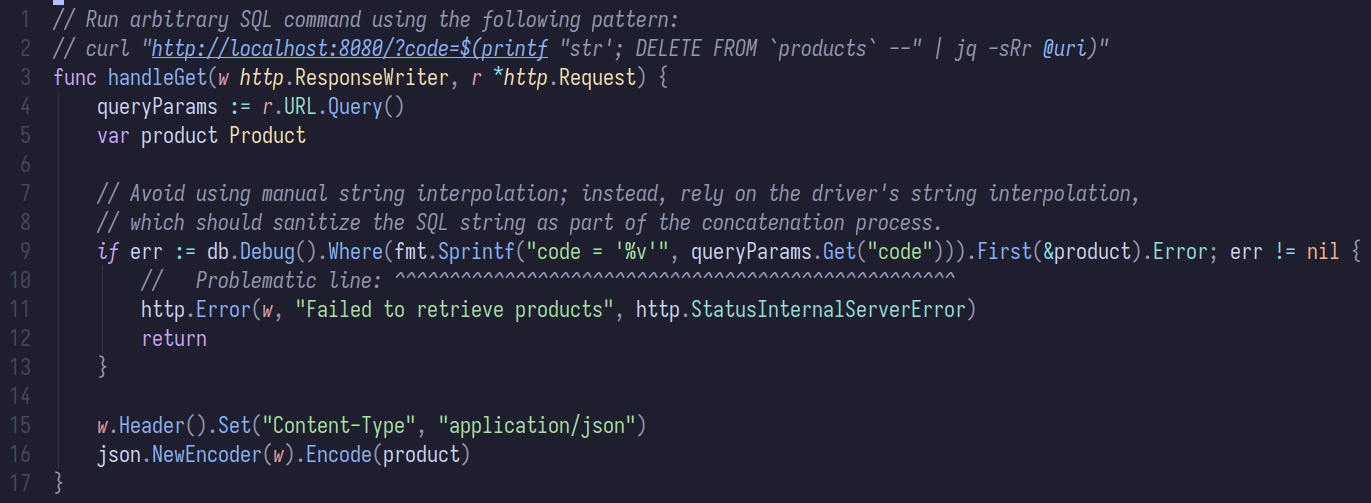 1 // Run arbitrary SQL command using the following pattern:
2 // curl "http://localhost:8080/?code=$(printf "str'; DELETE FROM `products` --" | jq -sRr @uri)"
3 func handleGet(w http.ResponseWriter, r *http.Request) {
4 queryParams := r.URL.Query()
5 var product Product
6
7 // Avoid using manual string interpolation; instead, rely on the driver's string interpolation,
8 // which should sanitize the SQL string as part of the concatenation process.
9 if err := db.Debug().Where(fmt.Sprintf("code = '%v'", queryParams.Get("code"))).First(&product).Error; err != nil {
10 // Problematic line: ^^^^^^^^^^^^^^^^^^^^^^^^^^^^^^^^^^^^^^^^^^^^^^^^^^^
11 http.Error(w, "Failed to retrieve products", http.StatusInternalServerError)
12 return
13 }
14
15 w.Header().Set("Content-Type", "application/json")
16 json.NewEncoder(w).Encode(product)
17 }